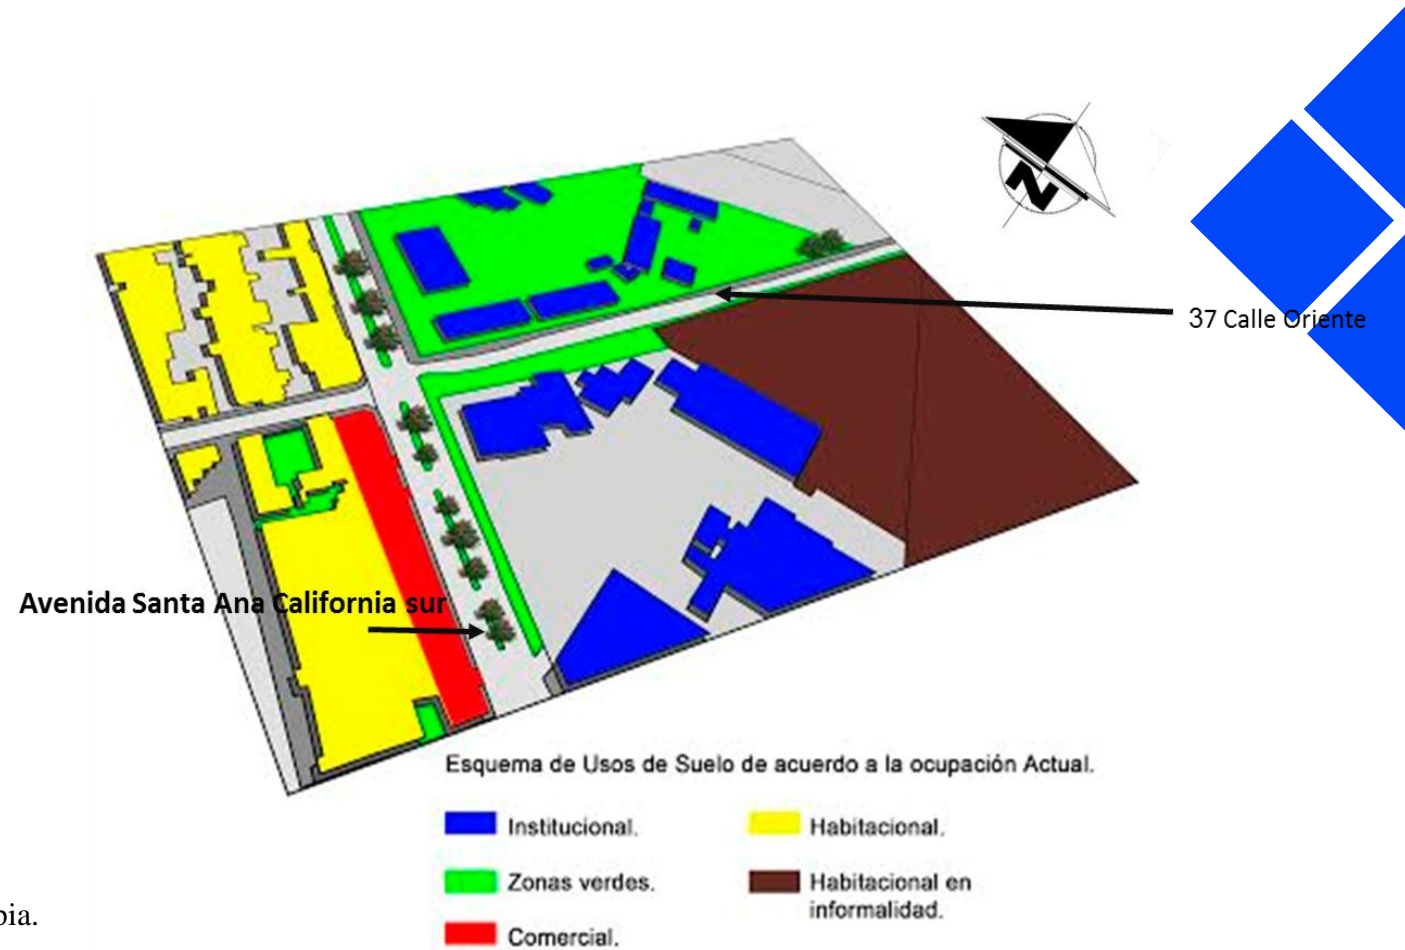 N
37 Calle Oriente
Avenida Santa Ana California sur
Esquema de Usos de Suelo de acuerdo a la ocupación Actual.
Institucional.
Habitacional.
Zonas verdes.
Habitacional en
informalidad.
Comercial.
pia.